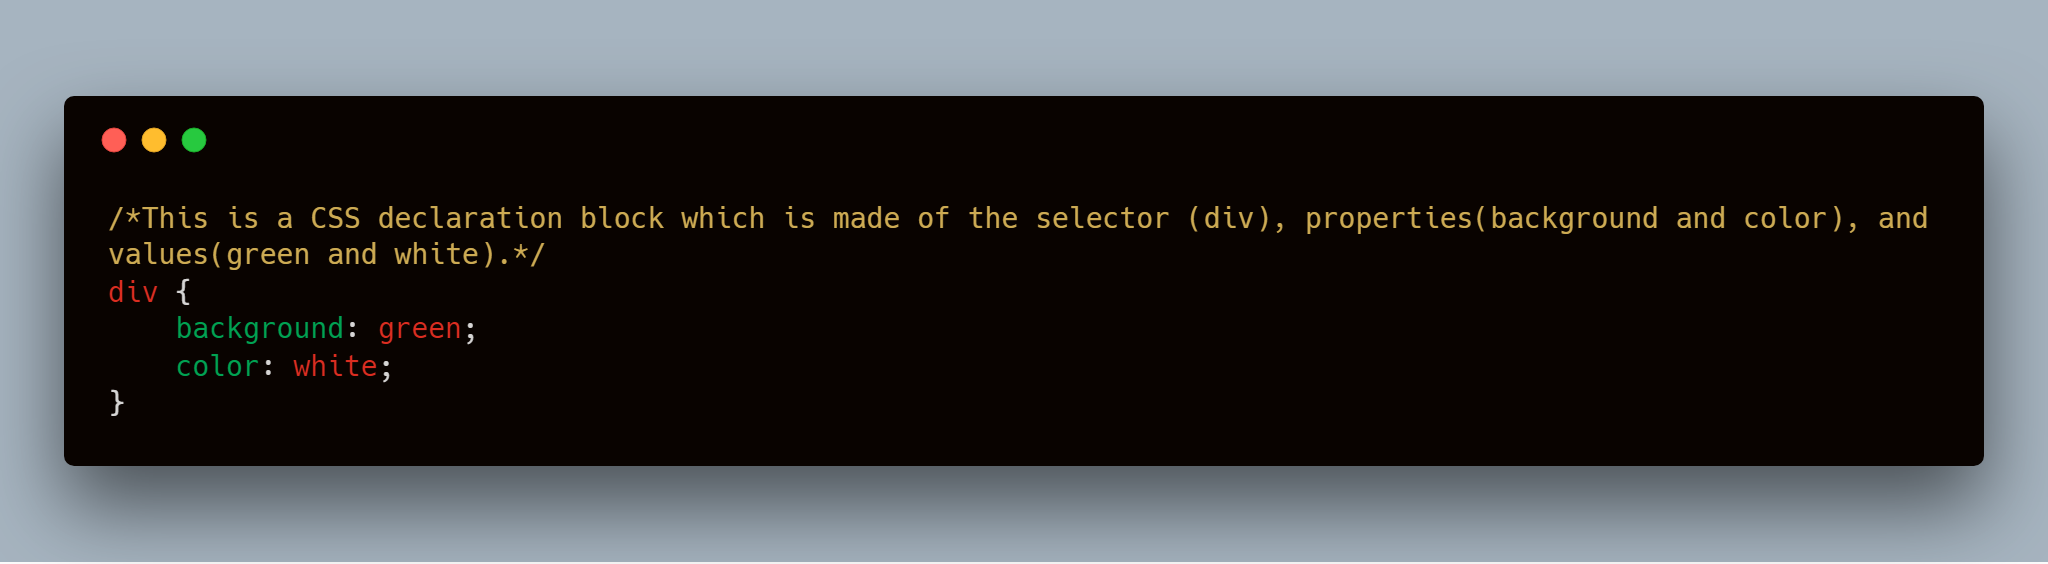 /*This is a CSS declaration block which is made of the selector (div), properties(background and color), and
values(green and white).*/
div {
    background: green;
    color: white;
}